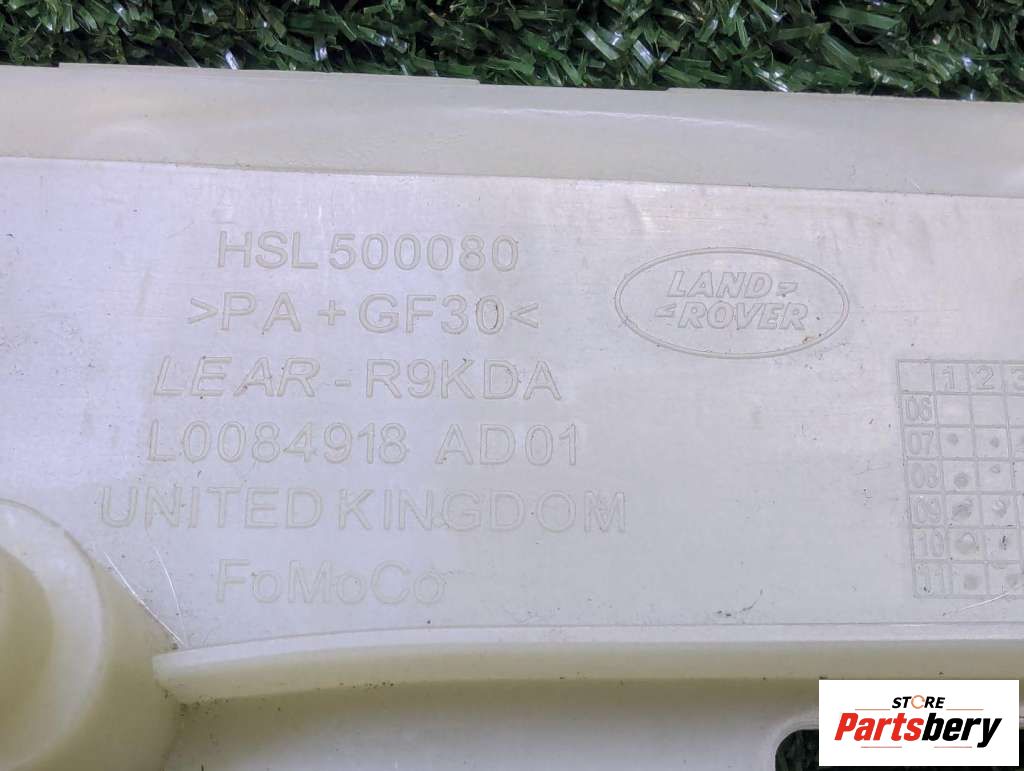 HSL500080
>PA+GF30<
LEAR-R9KDA
L0084918 AD01
UNITED KINGDOM
FoMoCo
LAND
ROVER
1 2 3
06
07
08
09
10
11
STORE
Partsbery